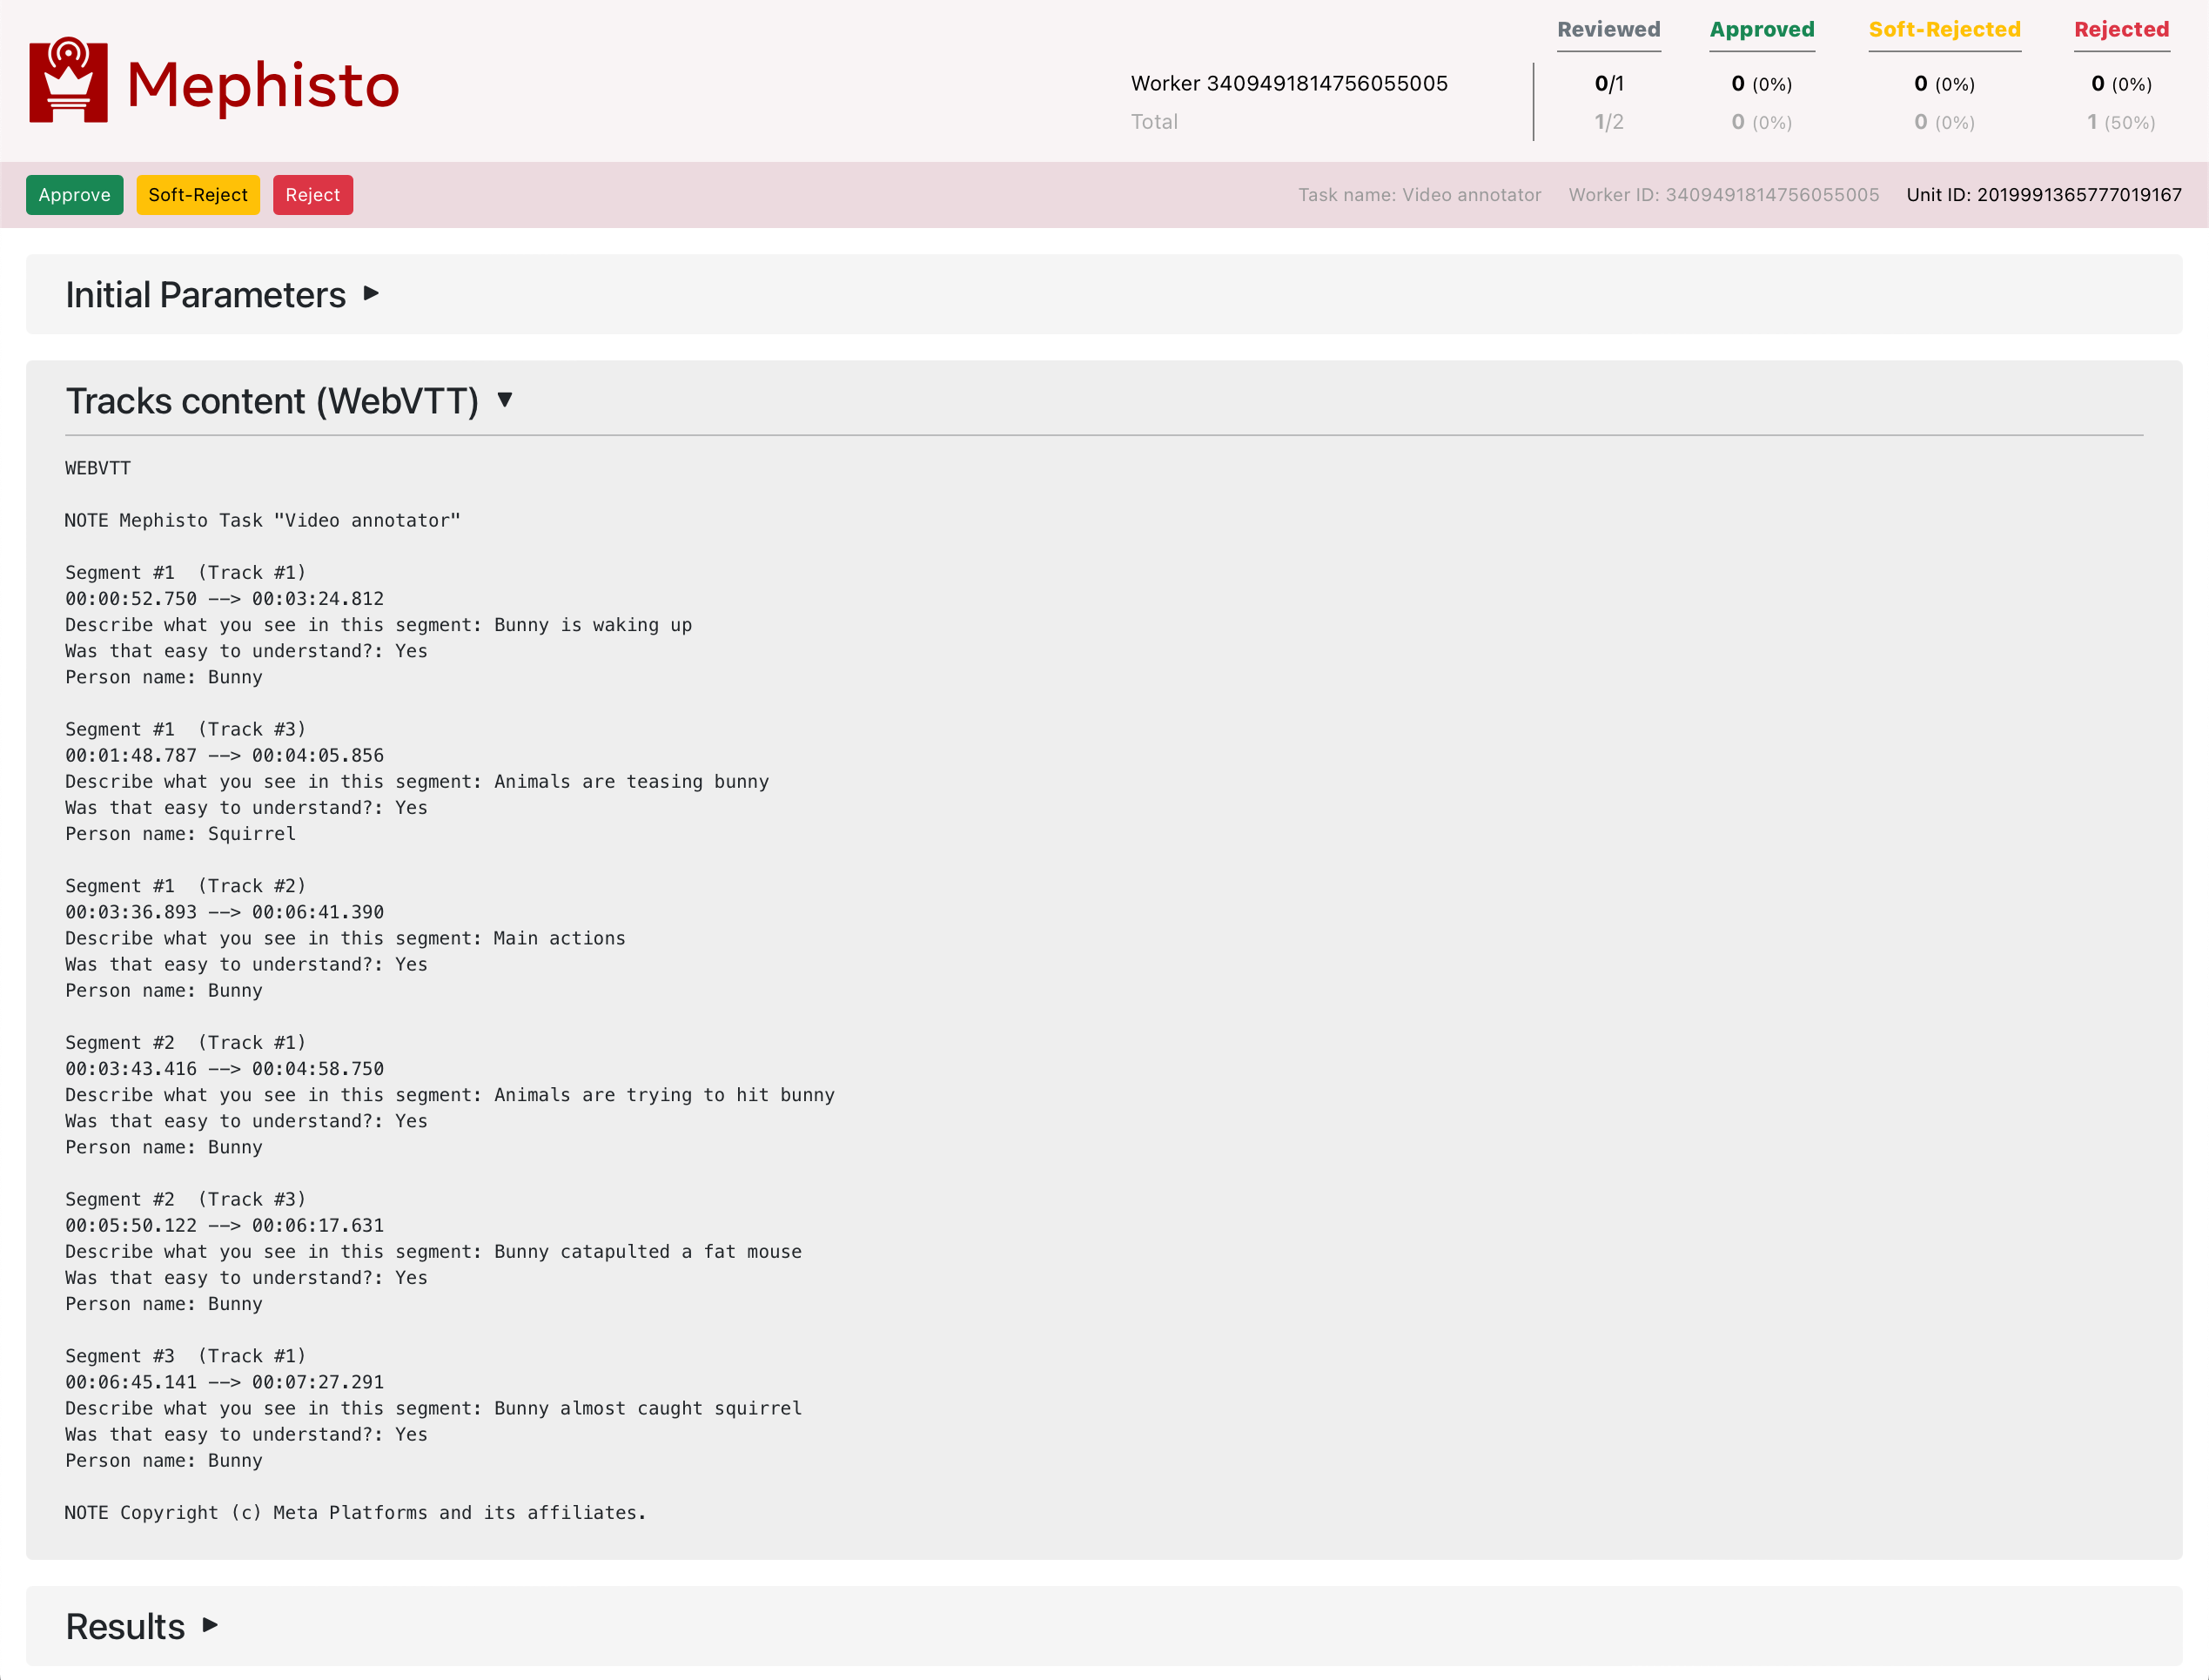 Mephisto
Reviewed Approved Soft-Rejected Rejected
Worker 3409491814756055005 0/1 0 (0%) 0 (0%) 0 (0%)
Total 1/2 0 (0%) 0 (0%) 1 (50%)
Approve Soft-Reject Reject Task name: Video annotator Worker ID: 3409491814756055005 Unit ID: 2019991365777019167
Initial Parameters ▶
Tracks content (WebVTT) ▼
WEBVTT
NOTE Mephisto Task "Video annotator"
Segment #1  (Track #1)
00:00:52.750 --> 00:03:24.812
Describe what you see in this segment: Bunny is waking up
Was that easy to understand?: Yes
Person name: Bunny
Segment #1  (Track #3)
00:01:48.787 --> 00:04:05.856
Describe what you see in this segment: Animals are teasing bunny
Was that easy to understand?: Yes
Person name: Squirrel
Segment #1  (Track #2)
00:03:36.893 --> 00:06:41.390
Describe what you see in this segment: Main actions
Was that easy to understand?: Yes
Person name: Bunny
Segment #2  (Track #1)
00:03:43.416 --> 00:04:58.750
Describe what you see in this segment: Animals are trying to hit bunny
Was that easy to understand?: Yes
Person name: Bunny
Segment #2  (Track #3)
00:05:50.122 --> 00:06:17.631
Describe what you see in this segment: Bunny catapulted a fat mouse
Was that easy to understand?: Yes
Person name: Bunny
Segment #3  (Track #1)
00:06:45.141 --> 00:07:27.291
Describe what you see in this segment: Bunny almost caught squirrel
Was that easy to understand?: Yes
Person name: Bunny
NOTE Copyright (c) Meta Platforms and its affiliates.
Results ▶